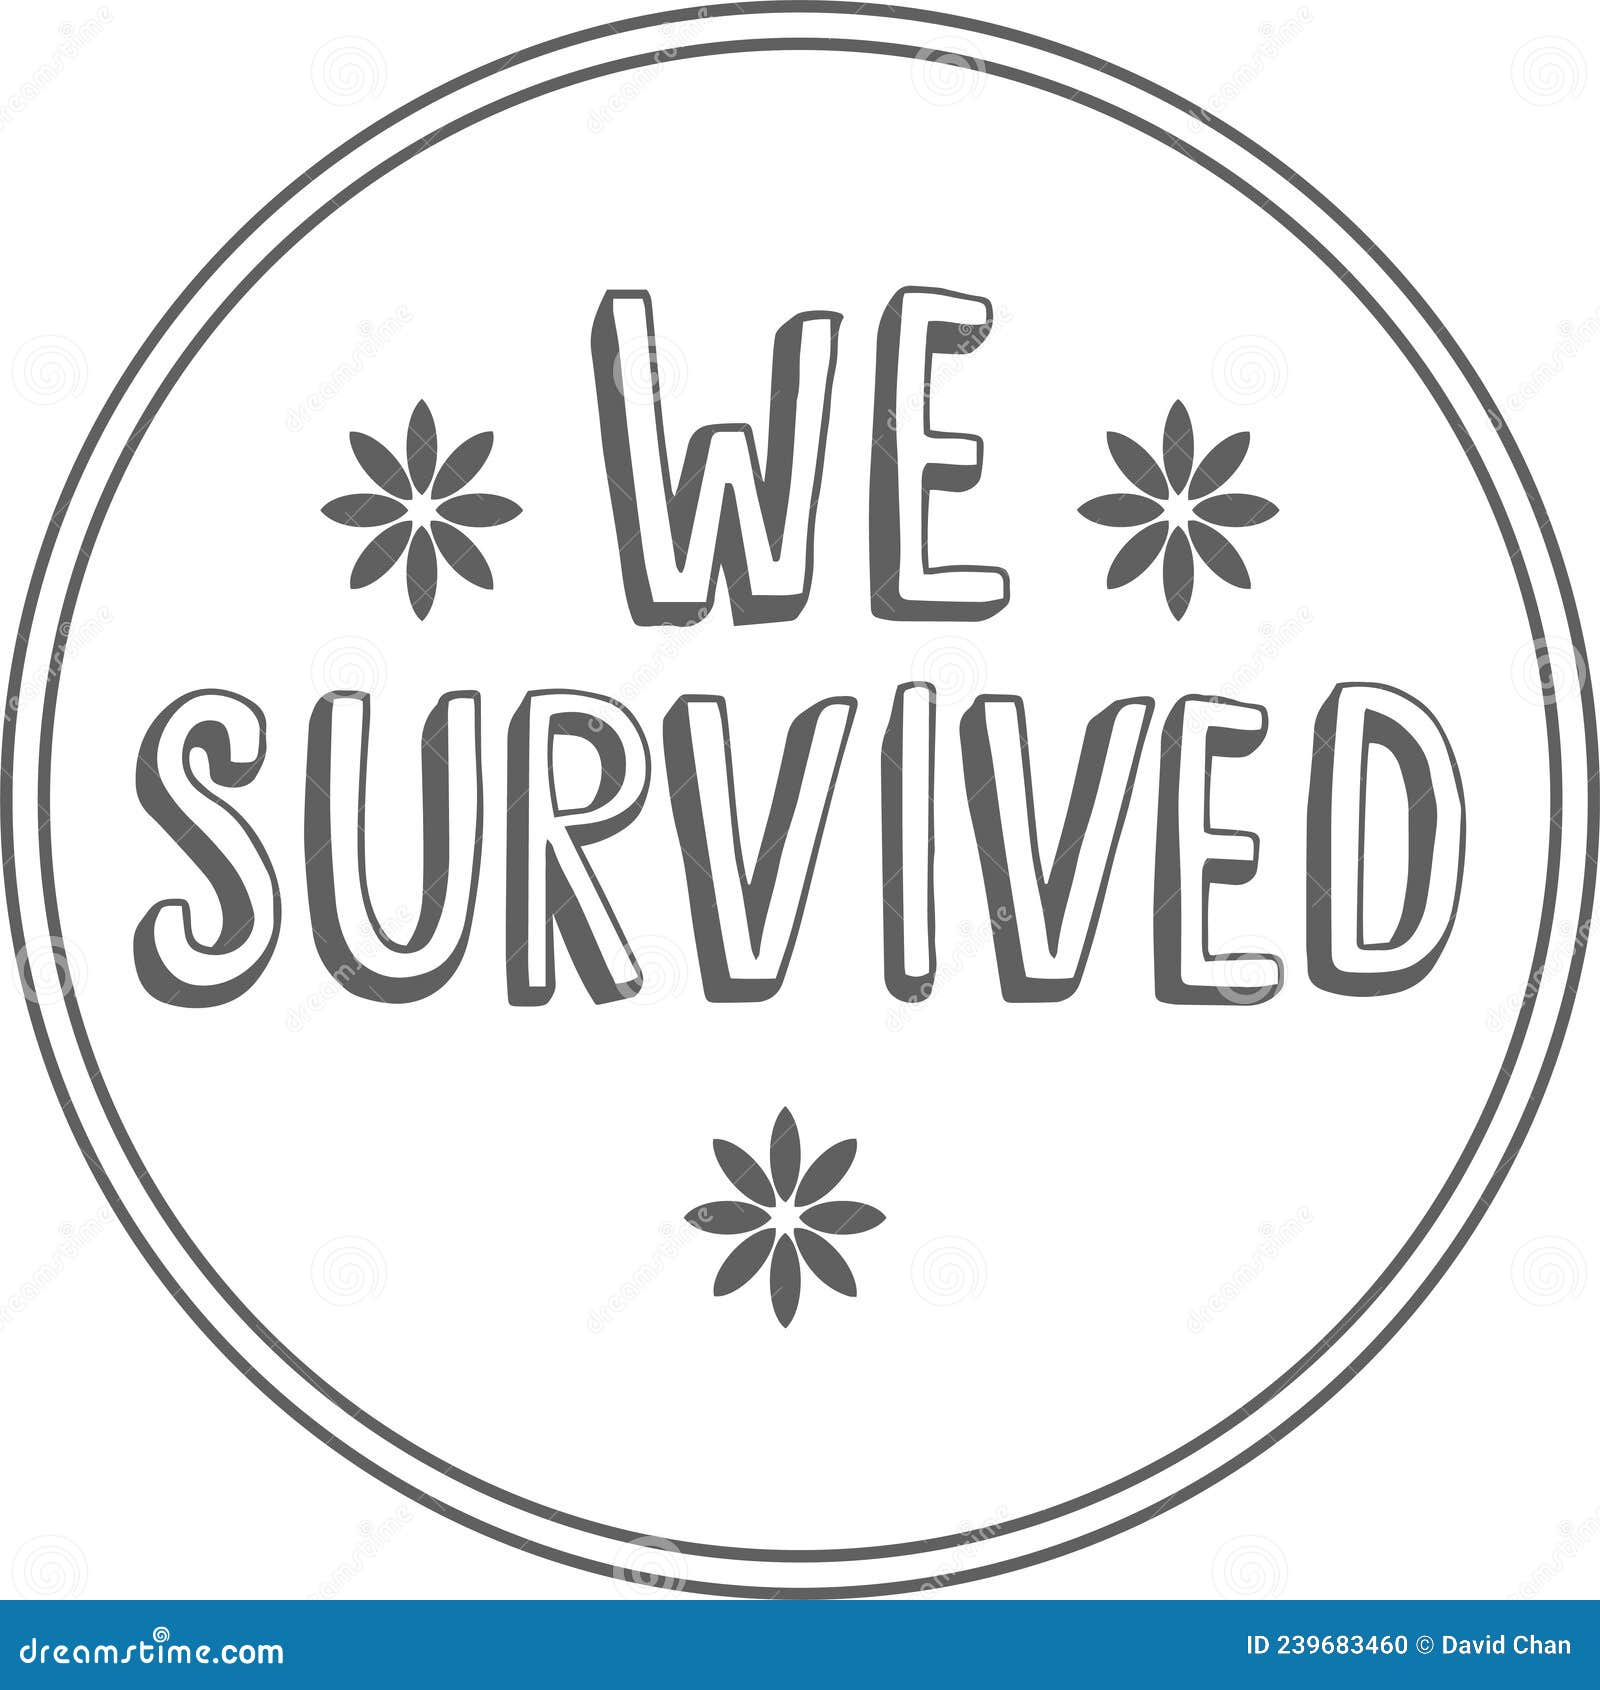 WE
SURVIVED
dreamstime.com
ID 239683460 © David Chan